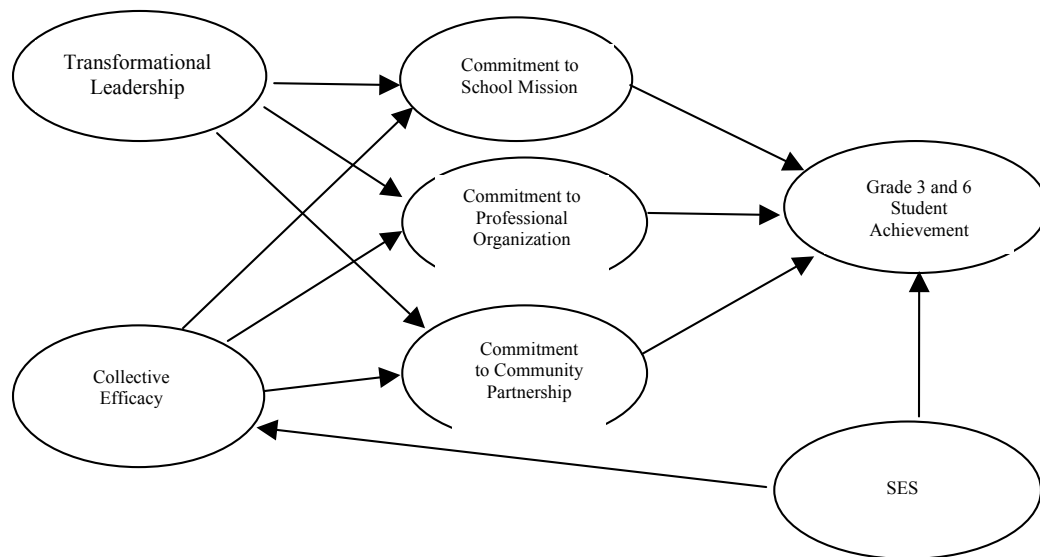 Transformational
Leadership
Commitment to
School Mission
Commitment to
Professional
Organization
Grade 3 and 6
Student
Achievement
Collective
Efficacy
Commitment
to Community
Partnership
SES